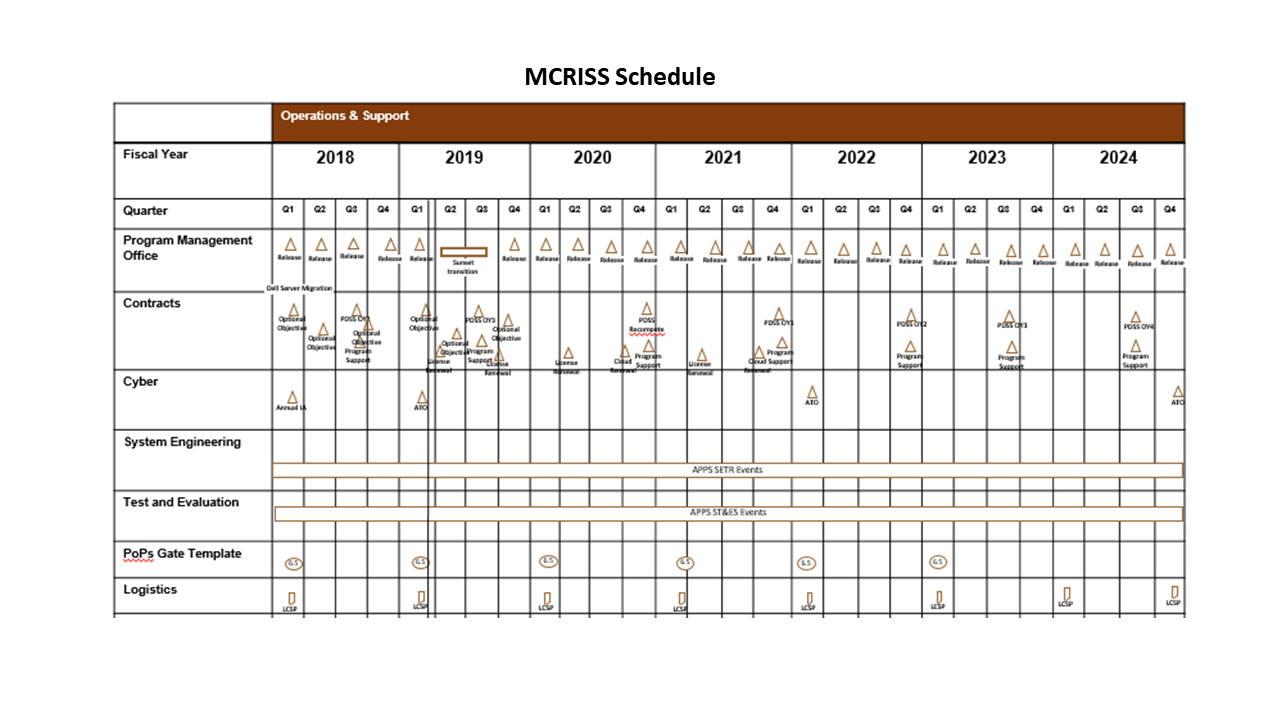 MCRISS Schedule
Operations & Support
Fiscal Year
2018 2019 2020 2021 2022 2023 2024
Quarter
Q1 Q2 Q3 Q4 Q1 Q2 Q3 Q4 Q1 Q2 Q3 Q4 Q1 Q2 Q3 Q4 Q1 Q2 Q3 Q4 Q1 Q2 Q3 Q4 Q1 Q2 Q3 Q4
Program Management
Office
Release Release Release Release Release Release Release Release Release Release Release Release Release Release Release Release Release Release Release Release Release Release Release Release Release Release
Sunset
transition
Dell Server Migration
Contracts
Optional
Objective
Optional
Objective
PDSS OY2
Optional
Objective
Program
Support
Optional
Objective
License
Renewal
Optional
Objective
PDSS OY3
Program
Support
Optional
Objective
License
Renewal
License
Renewal
Cloud
Renewal
PDSS
Recompete
Program
Support
License
Renewal
Cloud
Renewal
PDSS OY1
Program
Support
PDSS OY2
Program
Support
PDSS OY3
Program
Support
PDSS OY4
Program
Support
Cyber
Annual IA ATO ATO ATO
System Engineering
APPS SETR Events
Test and Evaluation
APPS ST&ES Events
PoPs Gate Template
6.5 6.5 6.5 6.5 6.5 6.5
Logistics
LCSP LCSP LCSP LCSP LCSP LCSP LCSP LCSP